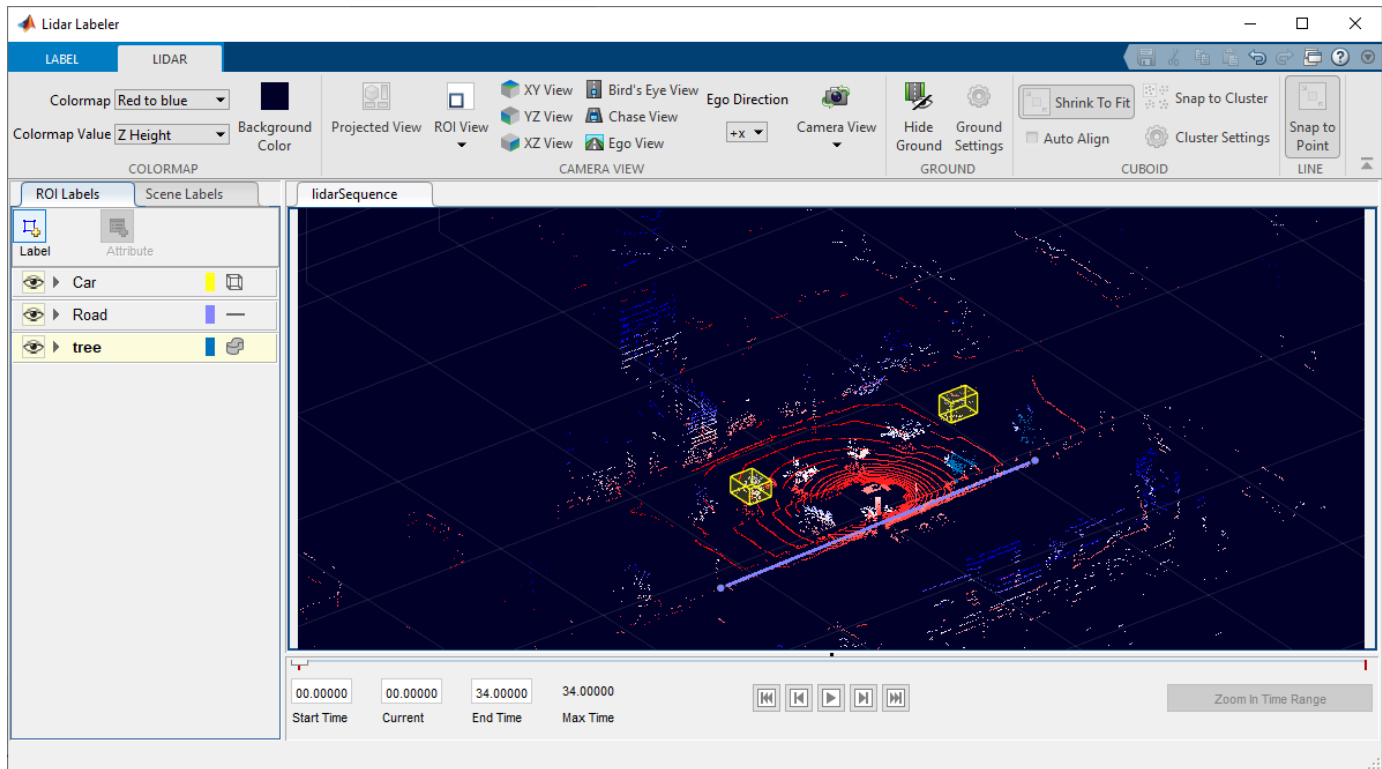 Lidar Labeler
LABEL
LIDAR
Colormap
Red to blue
Colormap Value
Z Height
Background
Color
COLORMAP
Projected View
ROI View
XY View
YZ View
XZ View
Bird's Eye View
Chase View
Ego View
Ego Direction
+x
Camera View
CAMERA VIEW
Hide
Ground
Ground
Settings
GROUND
Shrink To Fit
Auto Align
Snap to Cluster
Cluster Settings
CUBOID
Snap to
Point
LINE
ROI Labels
Scene Labels
lidarSequence
Label
Attribute
Car
Road
tree
00.00000
00.00000
34.00000
34.00000
Start Time
Current
End Time
Max Time
Zoom In Time Range